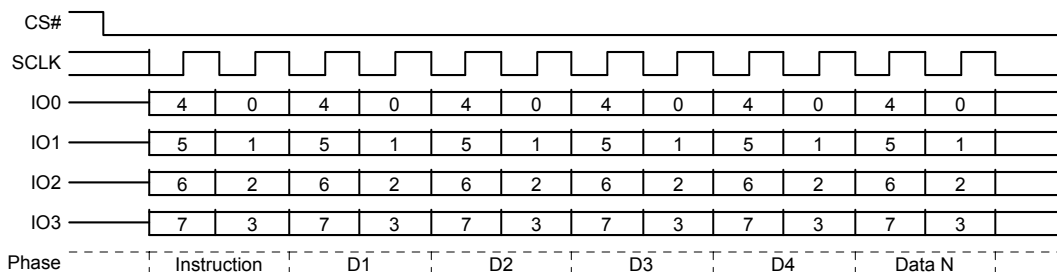 CS#
SCLK
IO0 4 0 4 0 4 0 4 0 4 0 4 0
IO1 5 1 5 1 5 1 5 1 5 1 5 1
IO2 6 2 6 2 6 2 6 2 6 2 6 2
IO3 7 3 7 3 7 3 7 3 7 3 7 3
Phase Instruction D1 D2 D3 D4 Data N